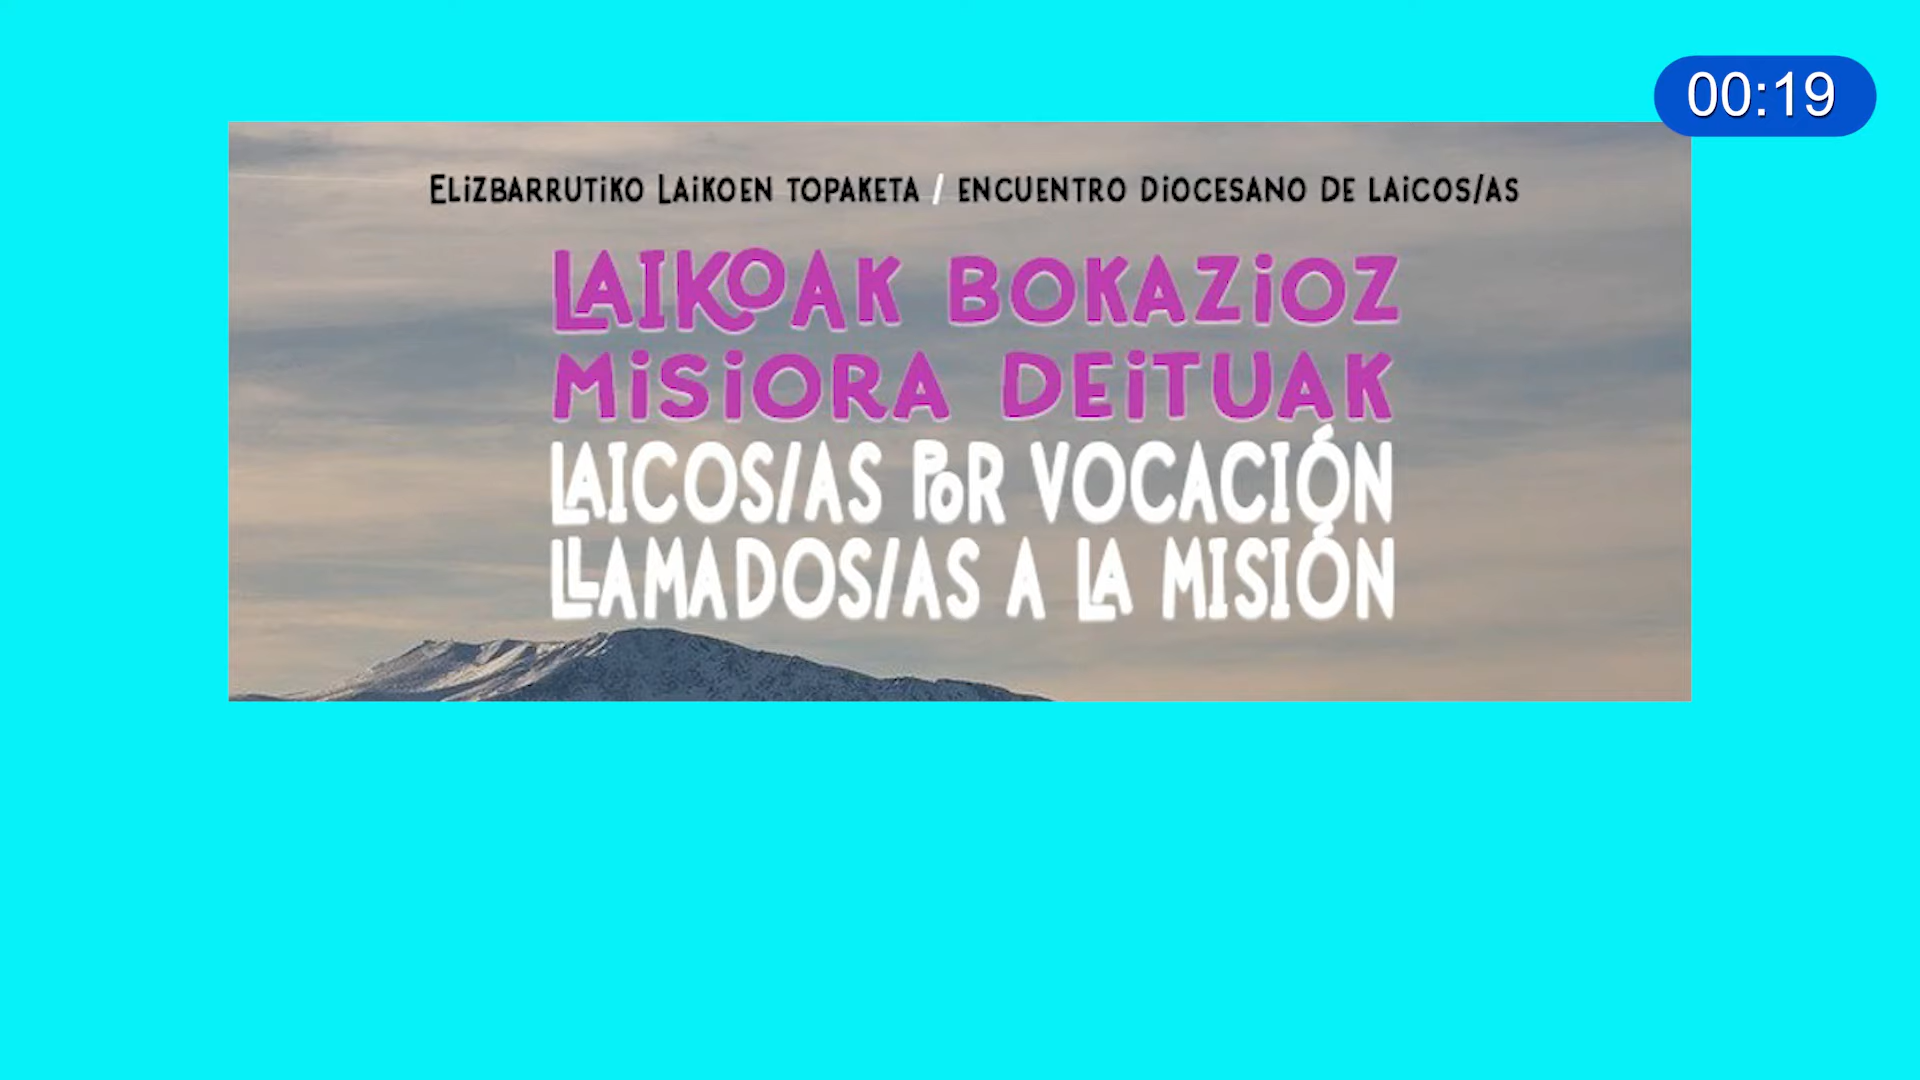 00:19
Elizbarrutiko Laikoen topaketa / encuentro diocesano de laicos/as
LAIKOAK BOKAZIOZ
MISIORA DEITUAK
LAICOS/AS POR VOCACIÓN
LLAMADOS/AS A LA MISIÓN